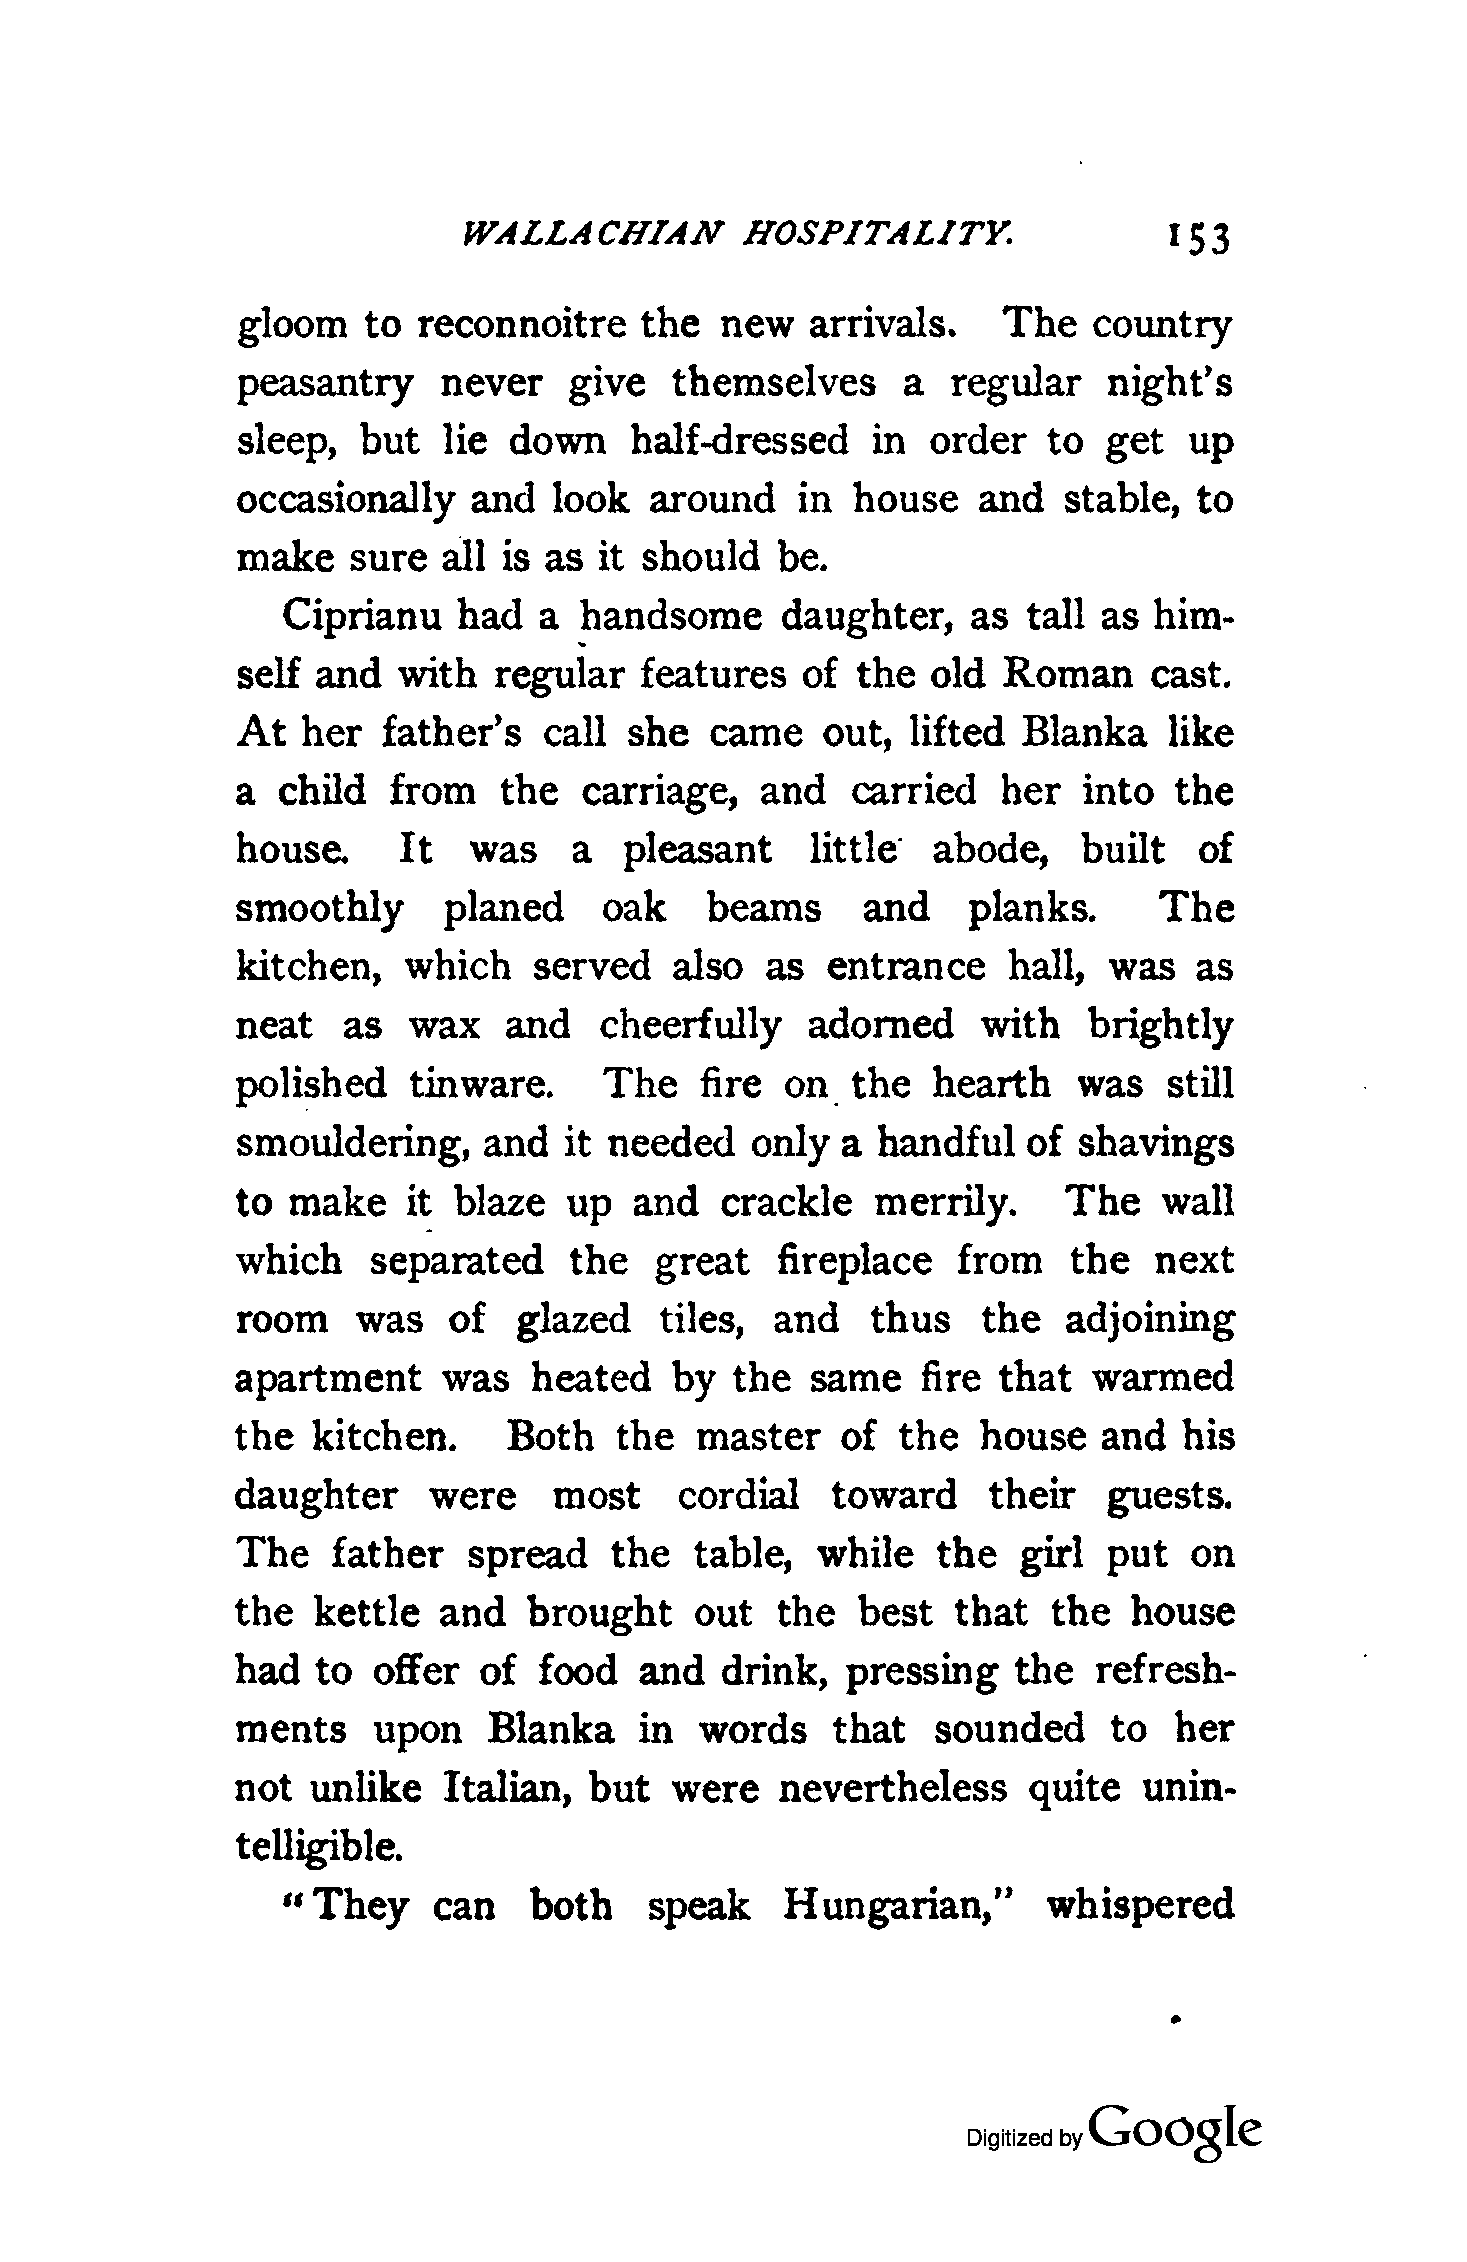 WALLACHIAN HOSPITALITY. 153
gloom to reconnoitre the new arrivals. The country
peasantry never give themselves a regular night's
sleep, but lie down half-dressed in order to get up
occasionally and look around in house and stable, to
make sure all is as it should be.
Ciprianu had a handsome daughter, as tall as him-
self and with regular features of the old Roman cast.
At her father's call she came out, lifted Blanka like
a child from the carriage, and carried her into the
house. It was a pleasant little abode, built of
smoothly planed oak beams and planks. The
kitchen, which served also as entrance hall, was as
neat as wax and cheerfully adorned with brightly
polished tinware. The fire on the hearth was still
smouldering, and it needed only a handful of shavings
to make it blaze up and crackle merrily. The wall
which separated the great fireplace from the next
room was of glazed tiles, and thus the adjoining
apartment was heated by the same fire that warmed
the kitchen. Both the master of the house and his
daughter were most cordial toward their guests.
The father spread the table, while the girl put on
the kettle and brought out the best that the house
had to offer of food and drink, pressing the refresh-
ments upon Blanka in words that sounded to her
not unlike Italian, but were nevertheless quite unin-
telligible.
"They can both speak Hungarian," whispered
Digitized by Google